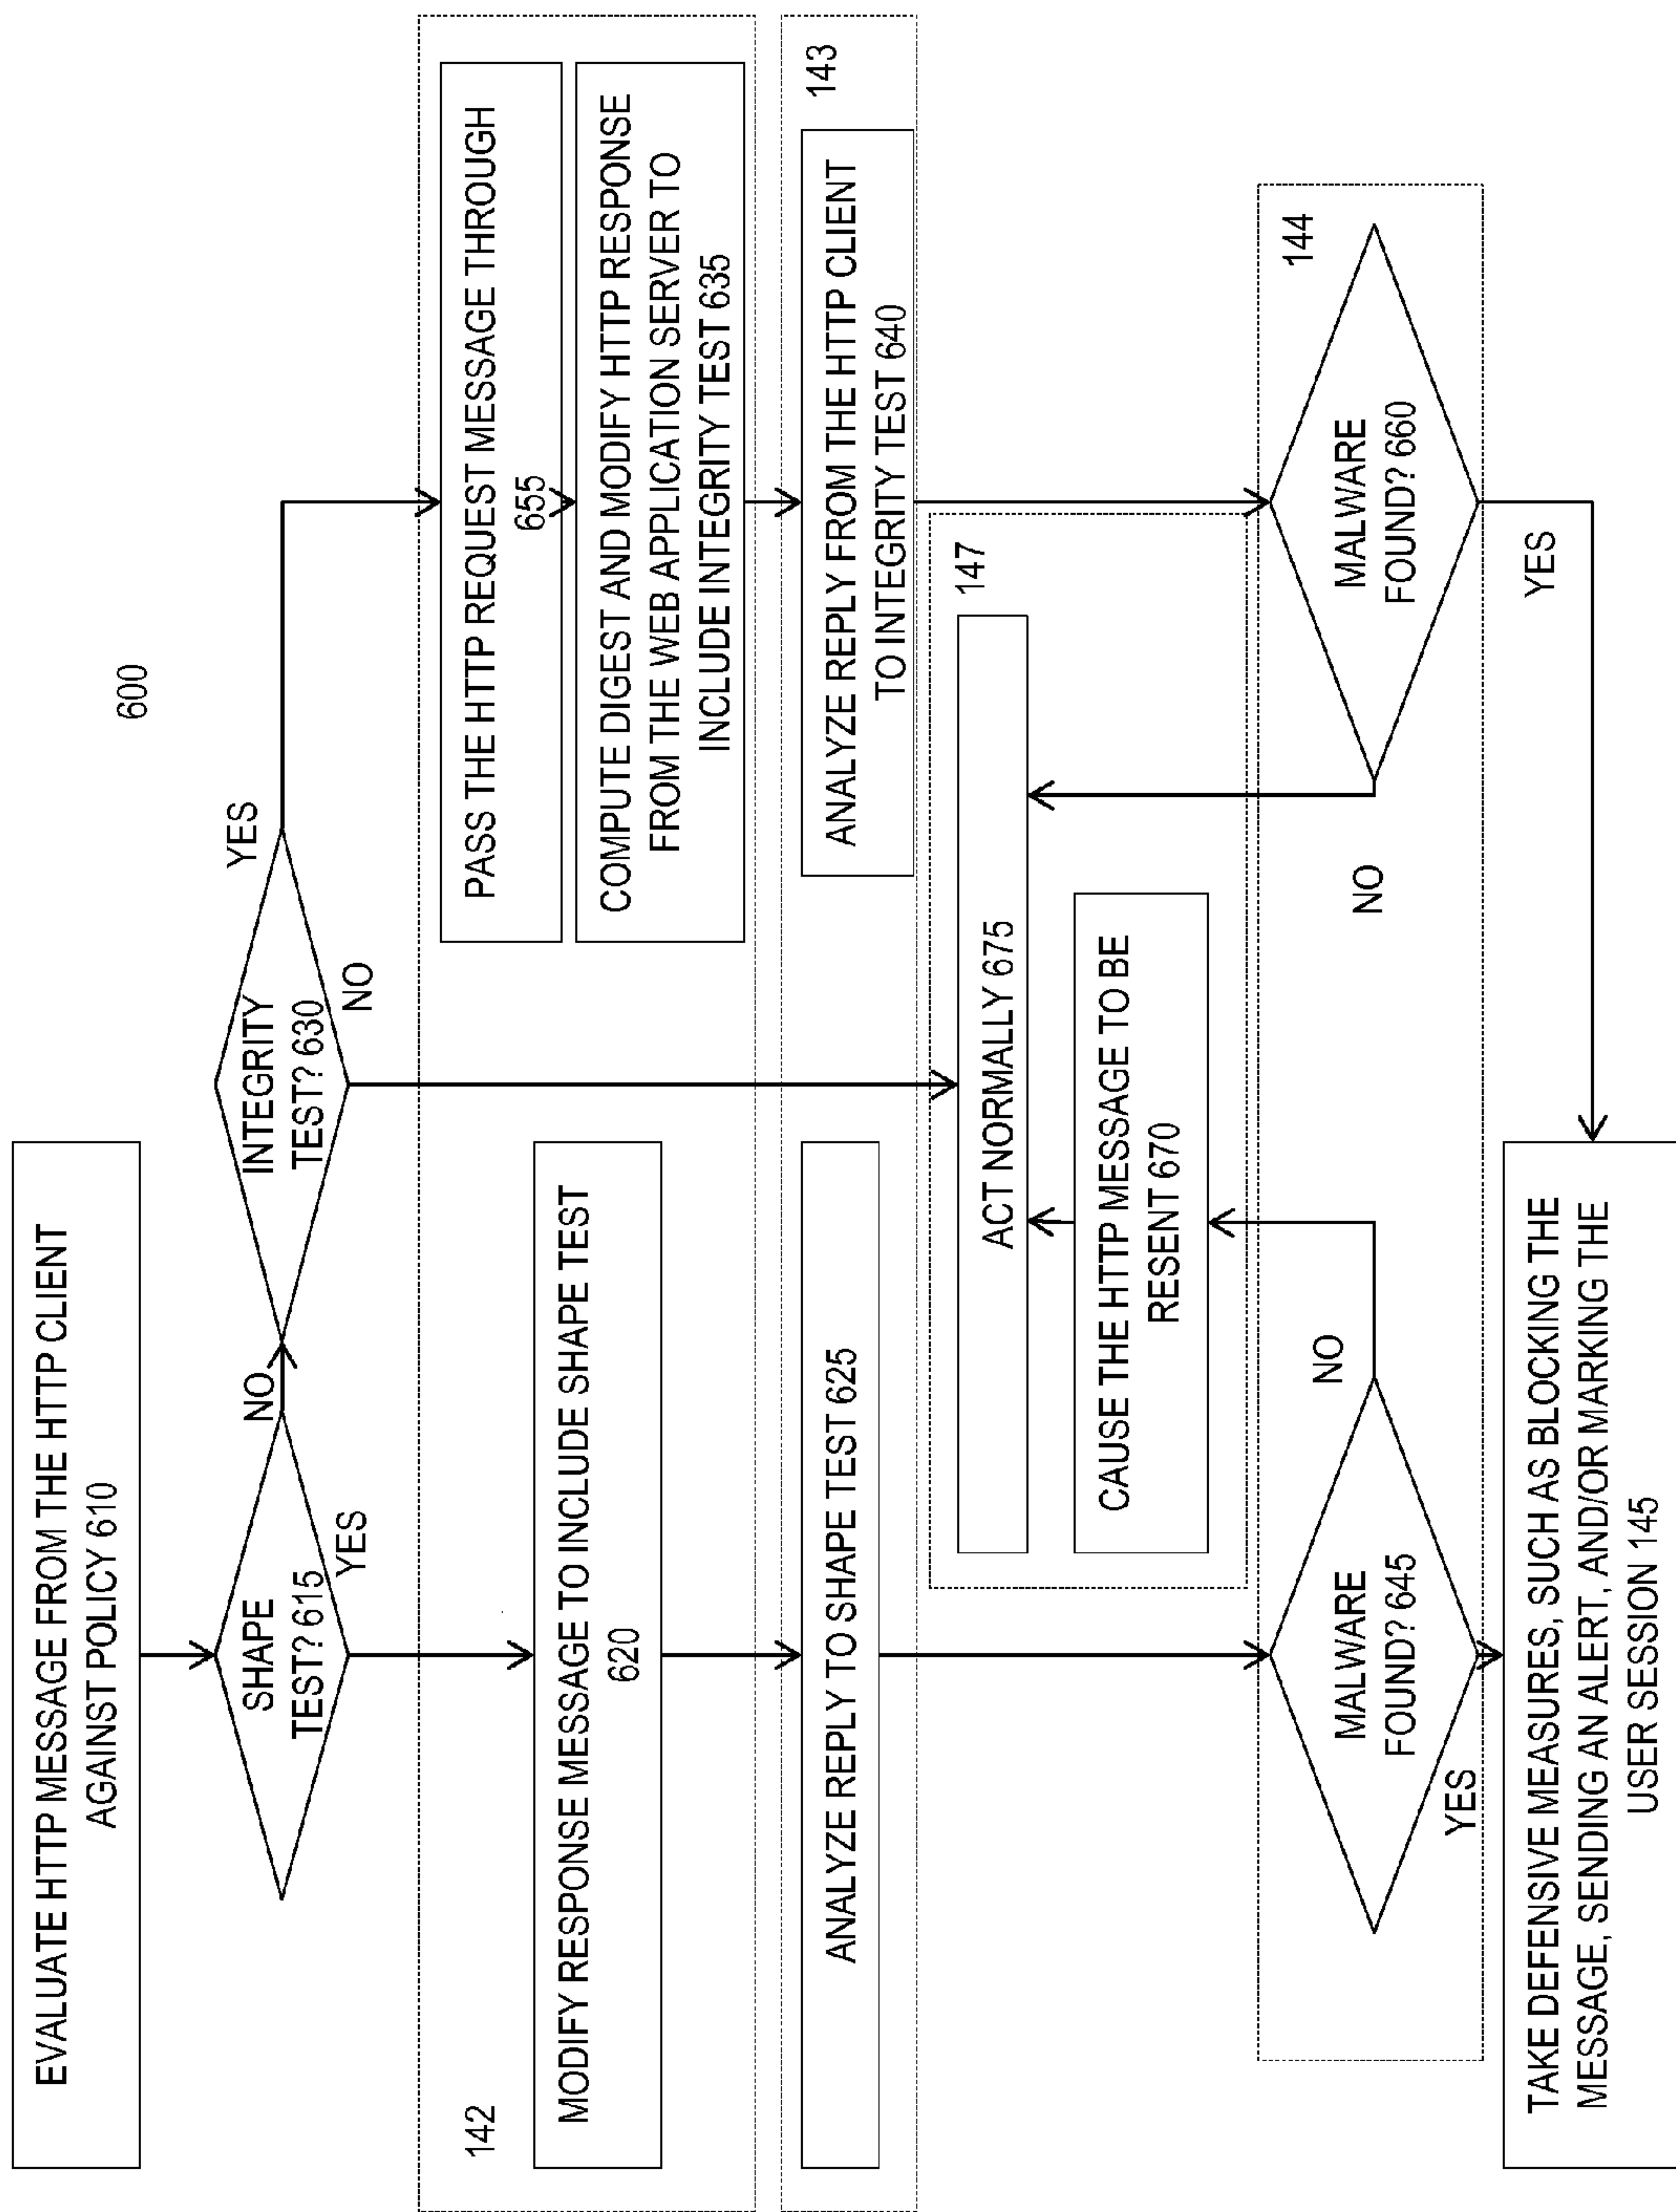 600
EVALUATE HTTP MESSAGE FROM THE HTTP CLIENT
AGAINST POLICY 610
SHAPE
TEST? 615
NO
YES
INTEGRITY
TEST? 630
YES
NO
142
MODIFY RESPONSE MESSAGE TO INCLUDE SHAPE TEST
620
PASS THE HTTP REQUEST MESSAGE THROUGH
655
COMPUTE DIGEST AND MODIFY HTTP RESPONSE
FROM THE WEB APPLICATION SERVER TO
INCLUDE INTEGRITY TEST 635
143
ANALYZE REPLY TO SHAPE TEST 625
ANALYZE REPLY FROM THE HTTP CLIENT
TO INTEGRITY TEST 640
147
ACT NORMALLY 675
CAUSE THE HTTP MESSAGE TO BE
RESENT 670
144
MALWARE
FOUND? 645
NO
YES
MALWARE
FOUND? 660
NO
YES
TAKE DEFENSIVE MEASURES, SUCH AS BLOCKING THE
MESSAGE, SENDING AN ALERT, AND/OR MARKING THE
USER SESSION 145